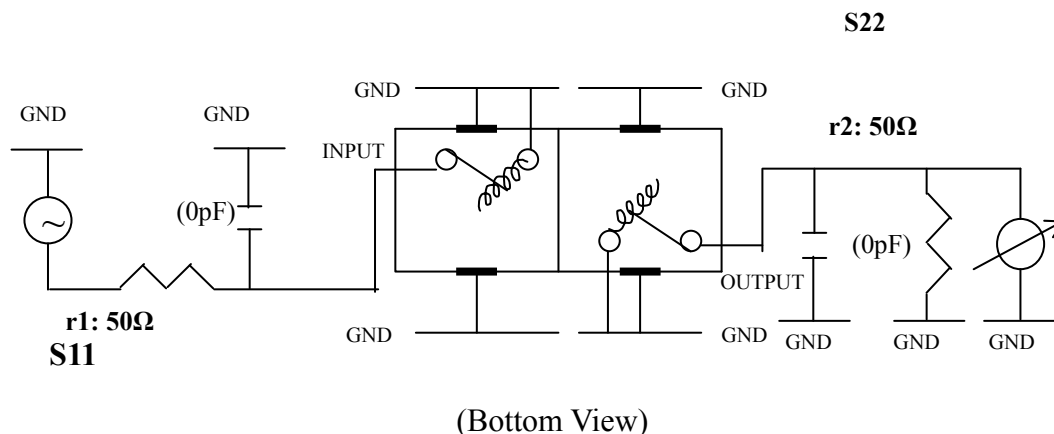 S22
GND
GND
GND
GND
r2: 50Ω
INPUT
(0pF)
(0pF)
OUTPUT
r1: 50Ω
S11
GND
GND
GND
GND
GND
(Bottom View)